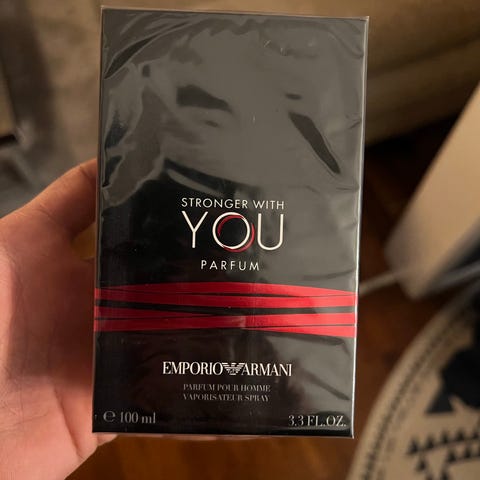 STRONGER WITH
YOU
PARFUM
EMPORIO ARMANI
PARFUM POUR HOMME
VAPORISATEUR SPRAY
℮ 100 ml 3.3 FL.OZ.